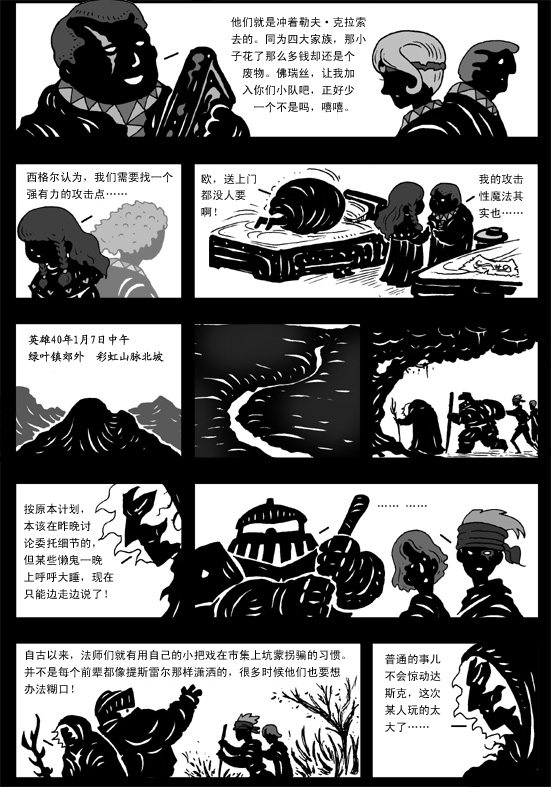 他们就是冲着勒夫·克拉索
去的。同为四大家族，那小
子花了那么多钱却还是个
废物。佛瑞丝，让我加
入你们小队吧，正好少
一个不是吗，嘻嘻。
西格尔认为，我们需要找一个
强有力的攻击点……
欧，送上门
都没人要
啊！
我的攻击
性魔法其
实也……
英雄40年1月7日中午
绿叶镇郊外 彩虹山脉北坡
按原本计划，
本该在昨晚讨
论委托细节的，
但某些懒鬼一晚
上呼呼大睡，现在
只能边走边说了！
…… ……
自古以来，法师们就有用自己的小把戏在市集上坑蒙拐骗的习惯。
并不是每个前辈都像提斯雷尔那样潇洒的，很多时候他们也要想
办法糊口！
普通的事儿
不会惊动达
斯克，这次
某人玩的太
大了……